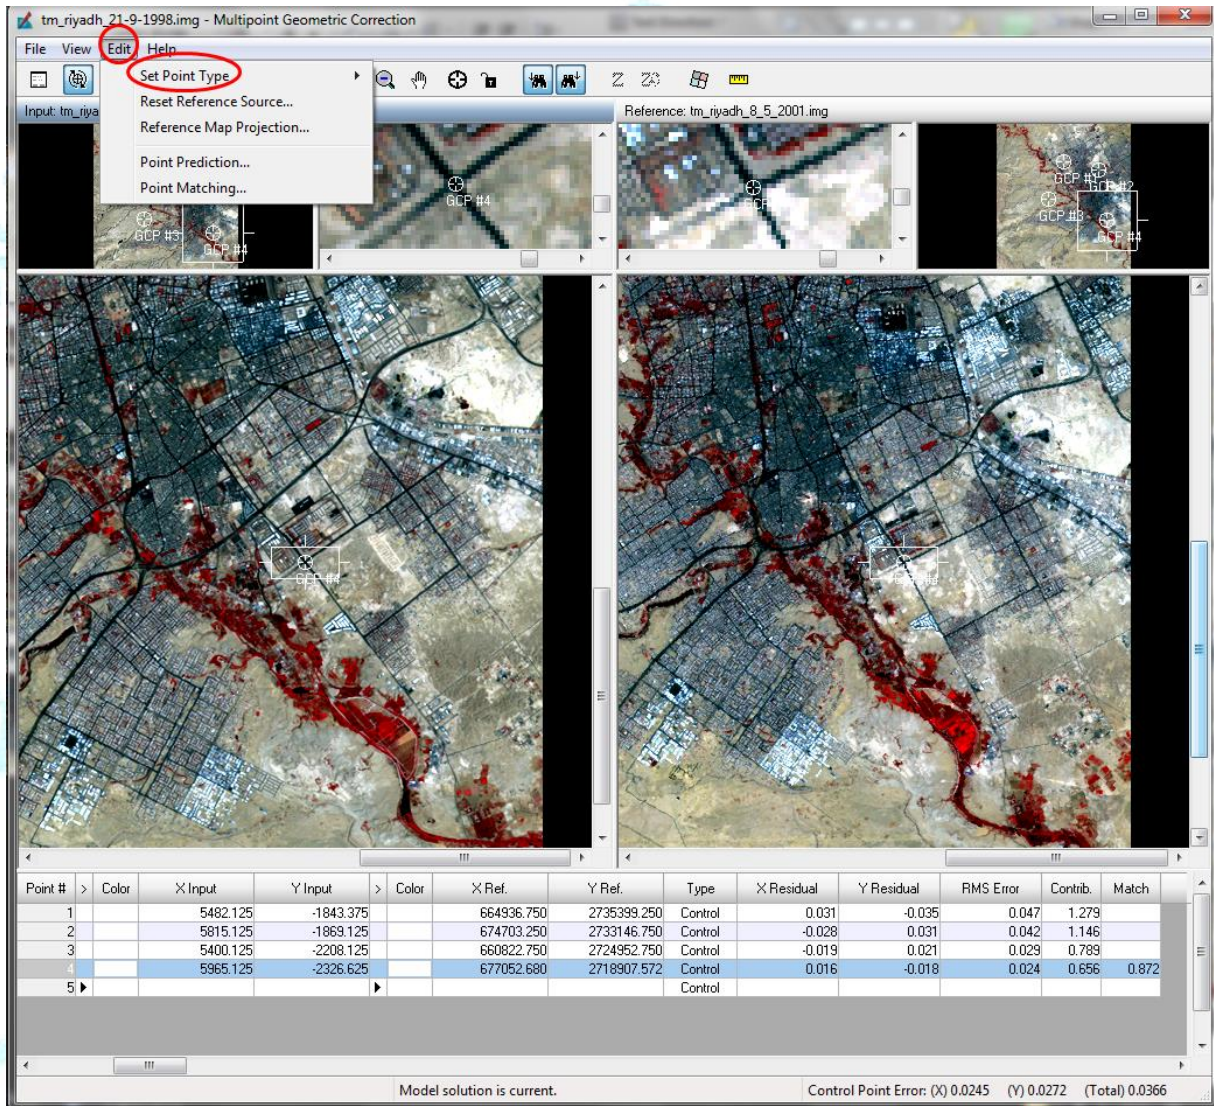 tm_riyadh_21-9-1998.img - Multipoint Geometric Correction
File View Edit Help
Set Point Type
Reset Reference Source...
Reference Map Projection...
Point Prediction...
Point Matching...
Input: tm_riya
Reference: tm_riyadh_8_5_2001.img
GCP #3
GCP #4
GCP #4
GCP #4
GCP #1
GCP #2
GCP #3
GCP #4
GCP #4
Point # > Color X Input Y Input > Color X Ref. Y Ref. Type X Residual Y Residual RMS Error Contrib. Match
1 5482.125 -1843.375 664936.750 2735399.250 Control 0.031 -0.035 0.047 1.279
2 5815.125 -1869.125 674703.250 2733146.750 Control -0.028 0.031 0.042 1.146
3 5400.125 -2208.125 660822.750 2724952.750 Control -0.019 0.021 0.029 0.789
4 5965.125 -2326.625 677052.680 2718907.572 Control 0.016 -0.018 0.024 0.656 0.872
5 Control
Model solution is current.
Control Point Error: (X) 0.0245 (Y) 0.0272 (Total) 0.0366